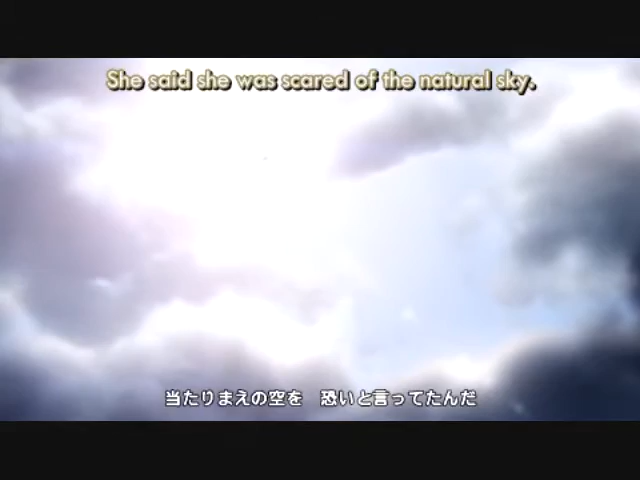 She said she was scared of the natural sky.
当たりまえの空を　恐いと言ってたんだ